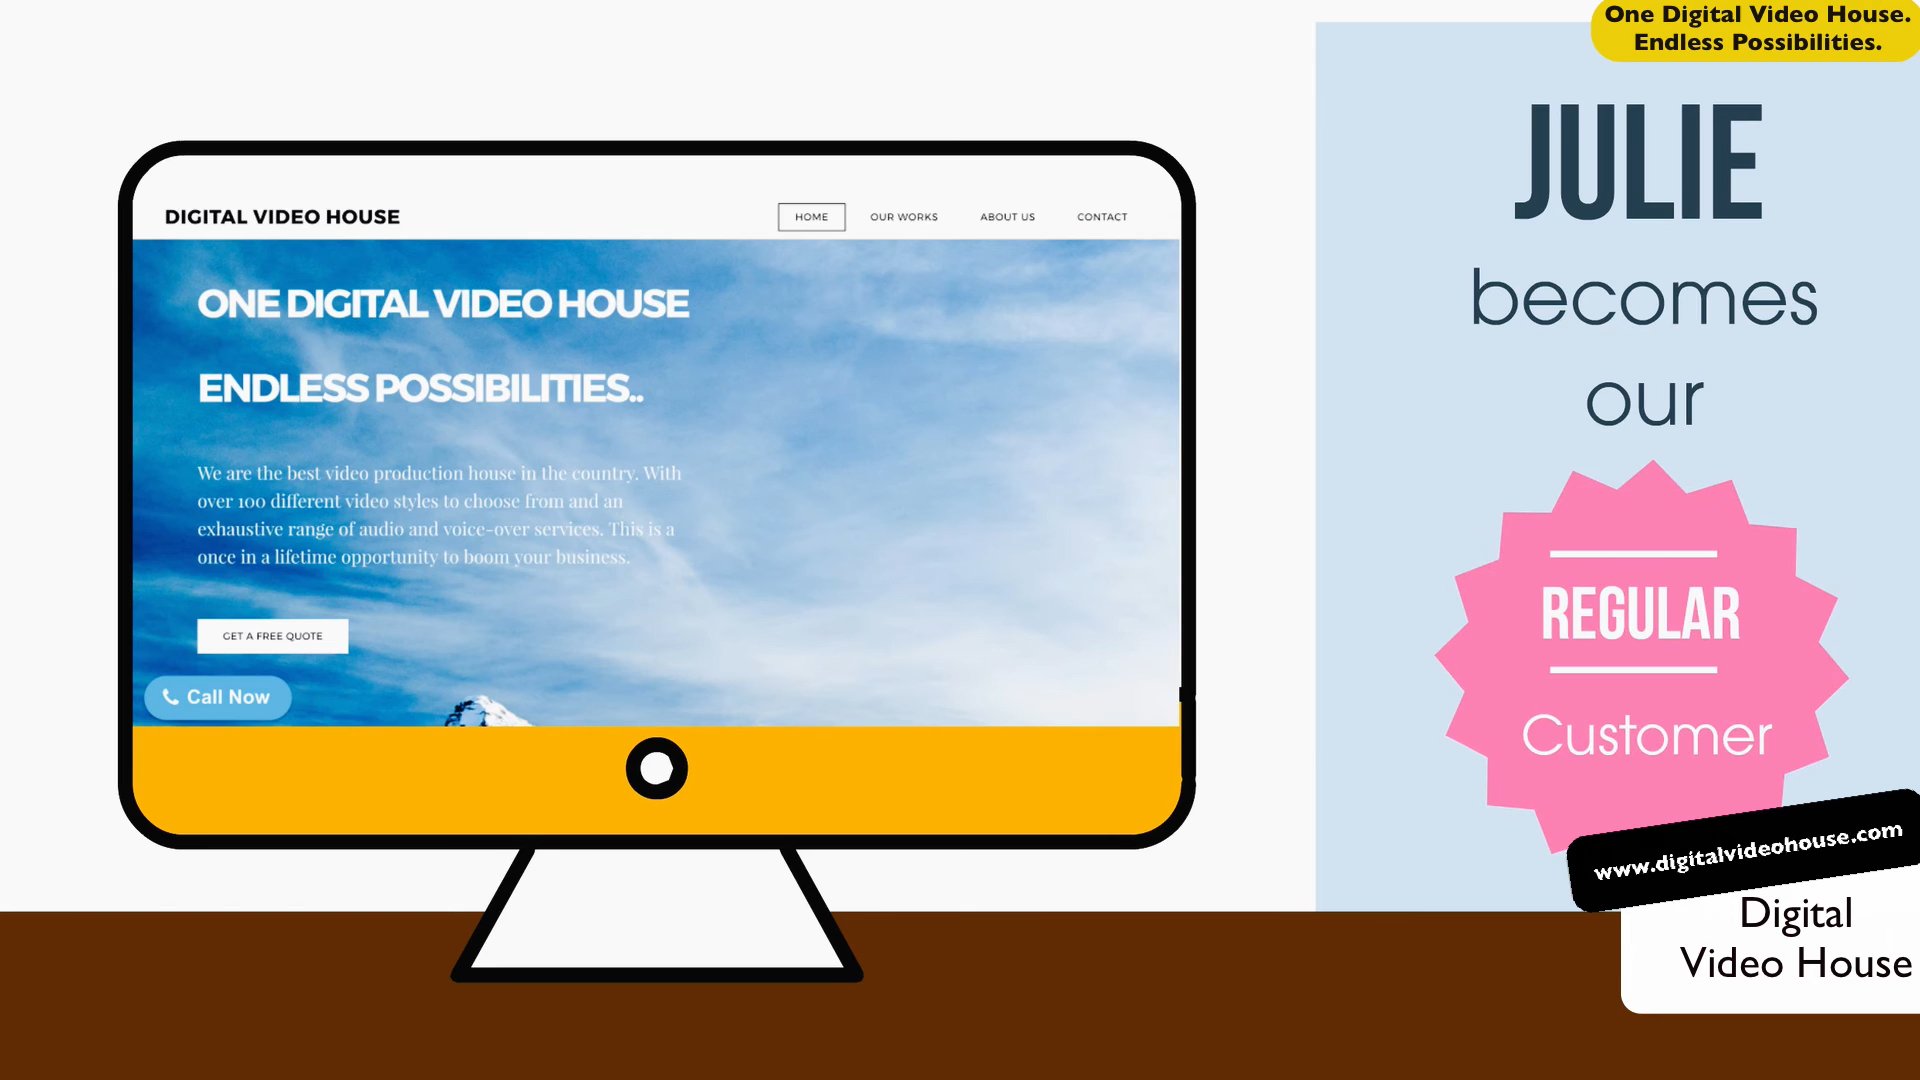 One Digital Video House.
Endless Possibilities.
DIGITAL VIDEO HOUSE
HOME
OUR WORKS
ABOUT US
CONTACT
ONE DIGITAL VIDEO HOUSE
ENDLESS POSSIBILITIES..
We are the best video production house in the country. With
over 100 different video styles to choose from and an
exhaustive range of audio and voice-over services. This is a
once in a lifetime opportunity to boom your business.
GET A FREE QUOTE
Call Now
JULIE
becomes
our
REGULAR
Customer
www.digitalvideohouse.com
Digital
Video House